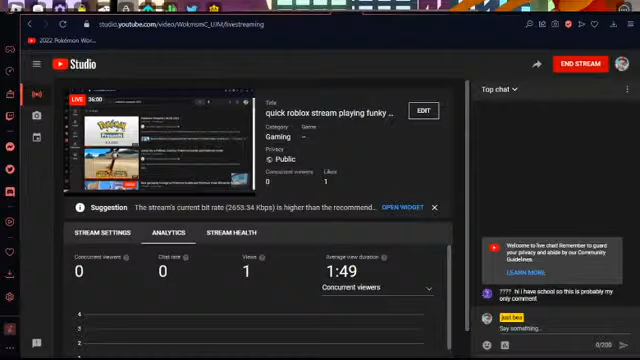 studio.youtube.com/video/WokmsmC_UJM/livestreaming
2022 Pokémon Wor...
Studio
END STREAM
Top chat
LIVE 36:00
Title
quick roblox stream playing funky ...
EDIT
Category Game
Gaming –
Privacy
Public
Concurrent viewers Likes
0 1
Suggestion The stream's current bit rate (2653.34 Kbps) is higher than the recommend... OPEN WIDGET
STREAM SETTINGS ANALYTICS STREAM HEALTH
Concurrent viewers Chat rate Views Average view duration
0 0 1 1:49
Concurrent viewers
4
3
2
1
Welcome to live chat! Remember to guard
your privacy and abide by our Community
Guidelines.
LEARN MORE
???? hi i have school so this is probably my
only comment
just bea
Say something...
0/200